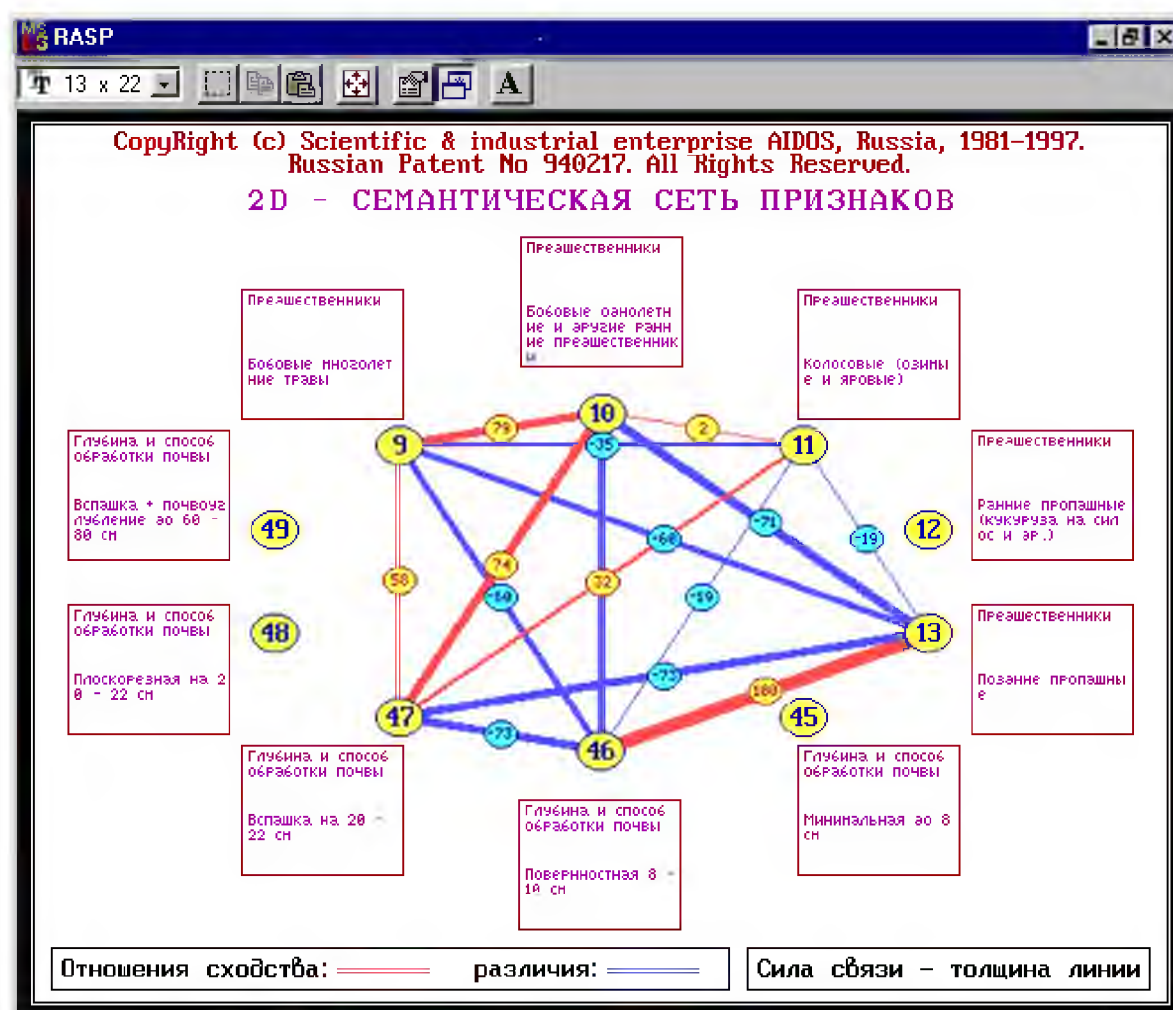 RASP
13 x 22
A
CopyRight (c) Scientific & industrial enterprise AIDOS, Russia, 1981-1997.
Russian Patent No 940217. All Rights Reserved.
2D - СЕМАНТИЧЕСКАЯ СЕТЬ ПРИЗНАКОВ
Предшественники
Бобовые однолетн
ие и другие ранн
ие предшественник
и
Предшественники
Бобовые многолет
ние травы
Предшественники
Колосовые (озимы
е и яровые)
Глубина и способ
обработки почвы
Вспашка + почвоуг
лубление до 60 -
80 см
Предшественники
Ранние пропашные
(кукуруза на сил
ос и др.)
Глубина и способ
обработки почвы
Плоскорезная на 2
0 - 22 см
Предшественники
Поздние пропашны
е
Глубина и способ
обработки почвы
Вспашка на 20 -
22 см
Глубина и способ
обработки почвы
Поверхностная 8 -
10 см
Глубина и способ
обработки почвы
Минимальная до 8
см
9
10
11
12
13
45
46
47
48
49
79
2
-35
-60
-71
-19
58
74
-60
32
-19
-73
100
-73
Отношения сходства:
различия:
Сила связи - толщина линии